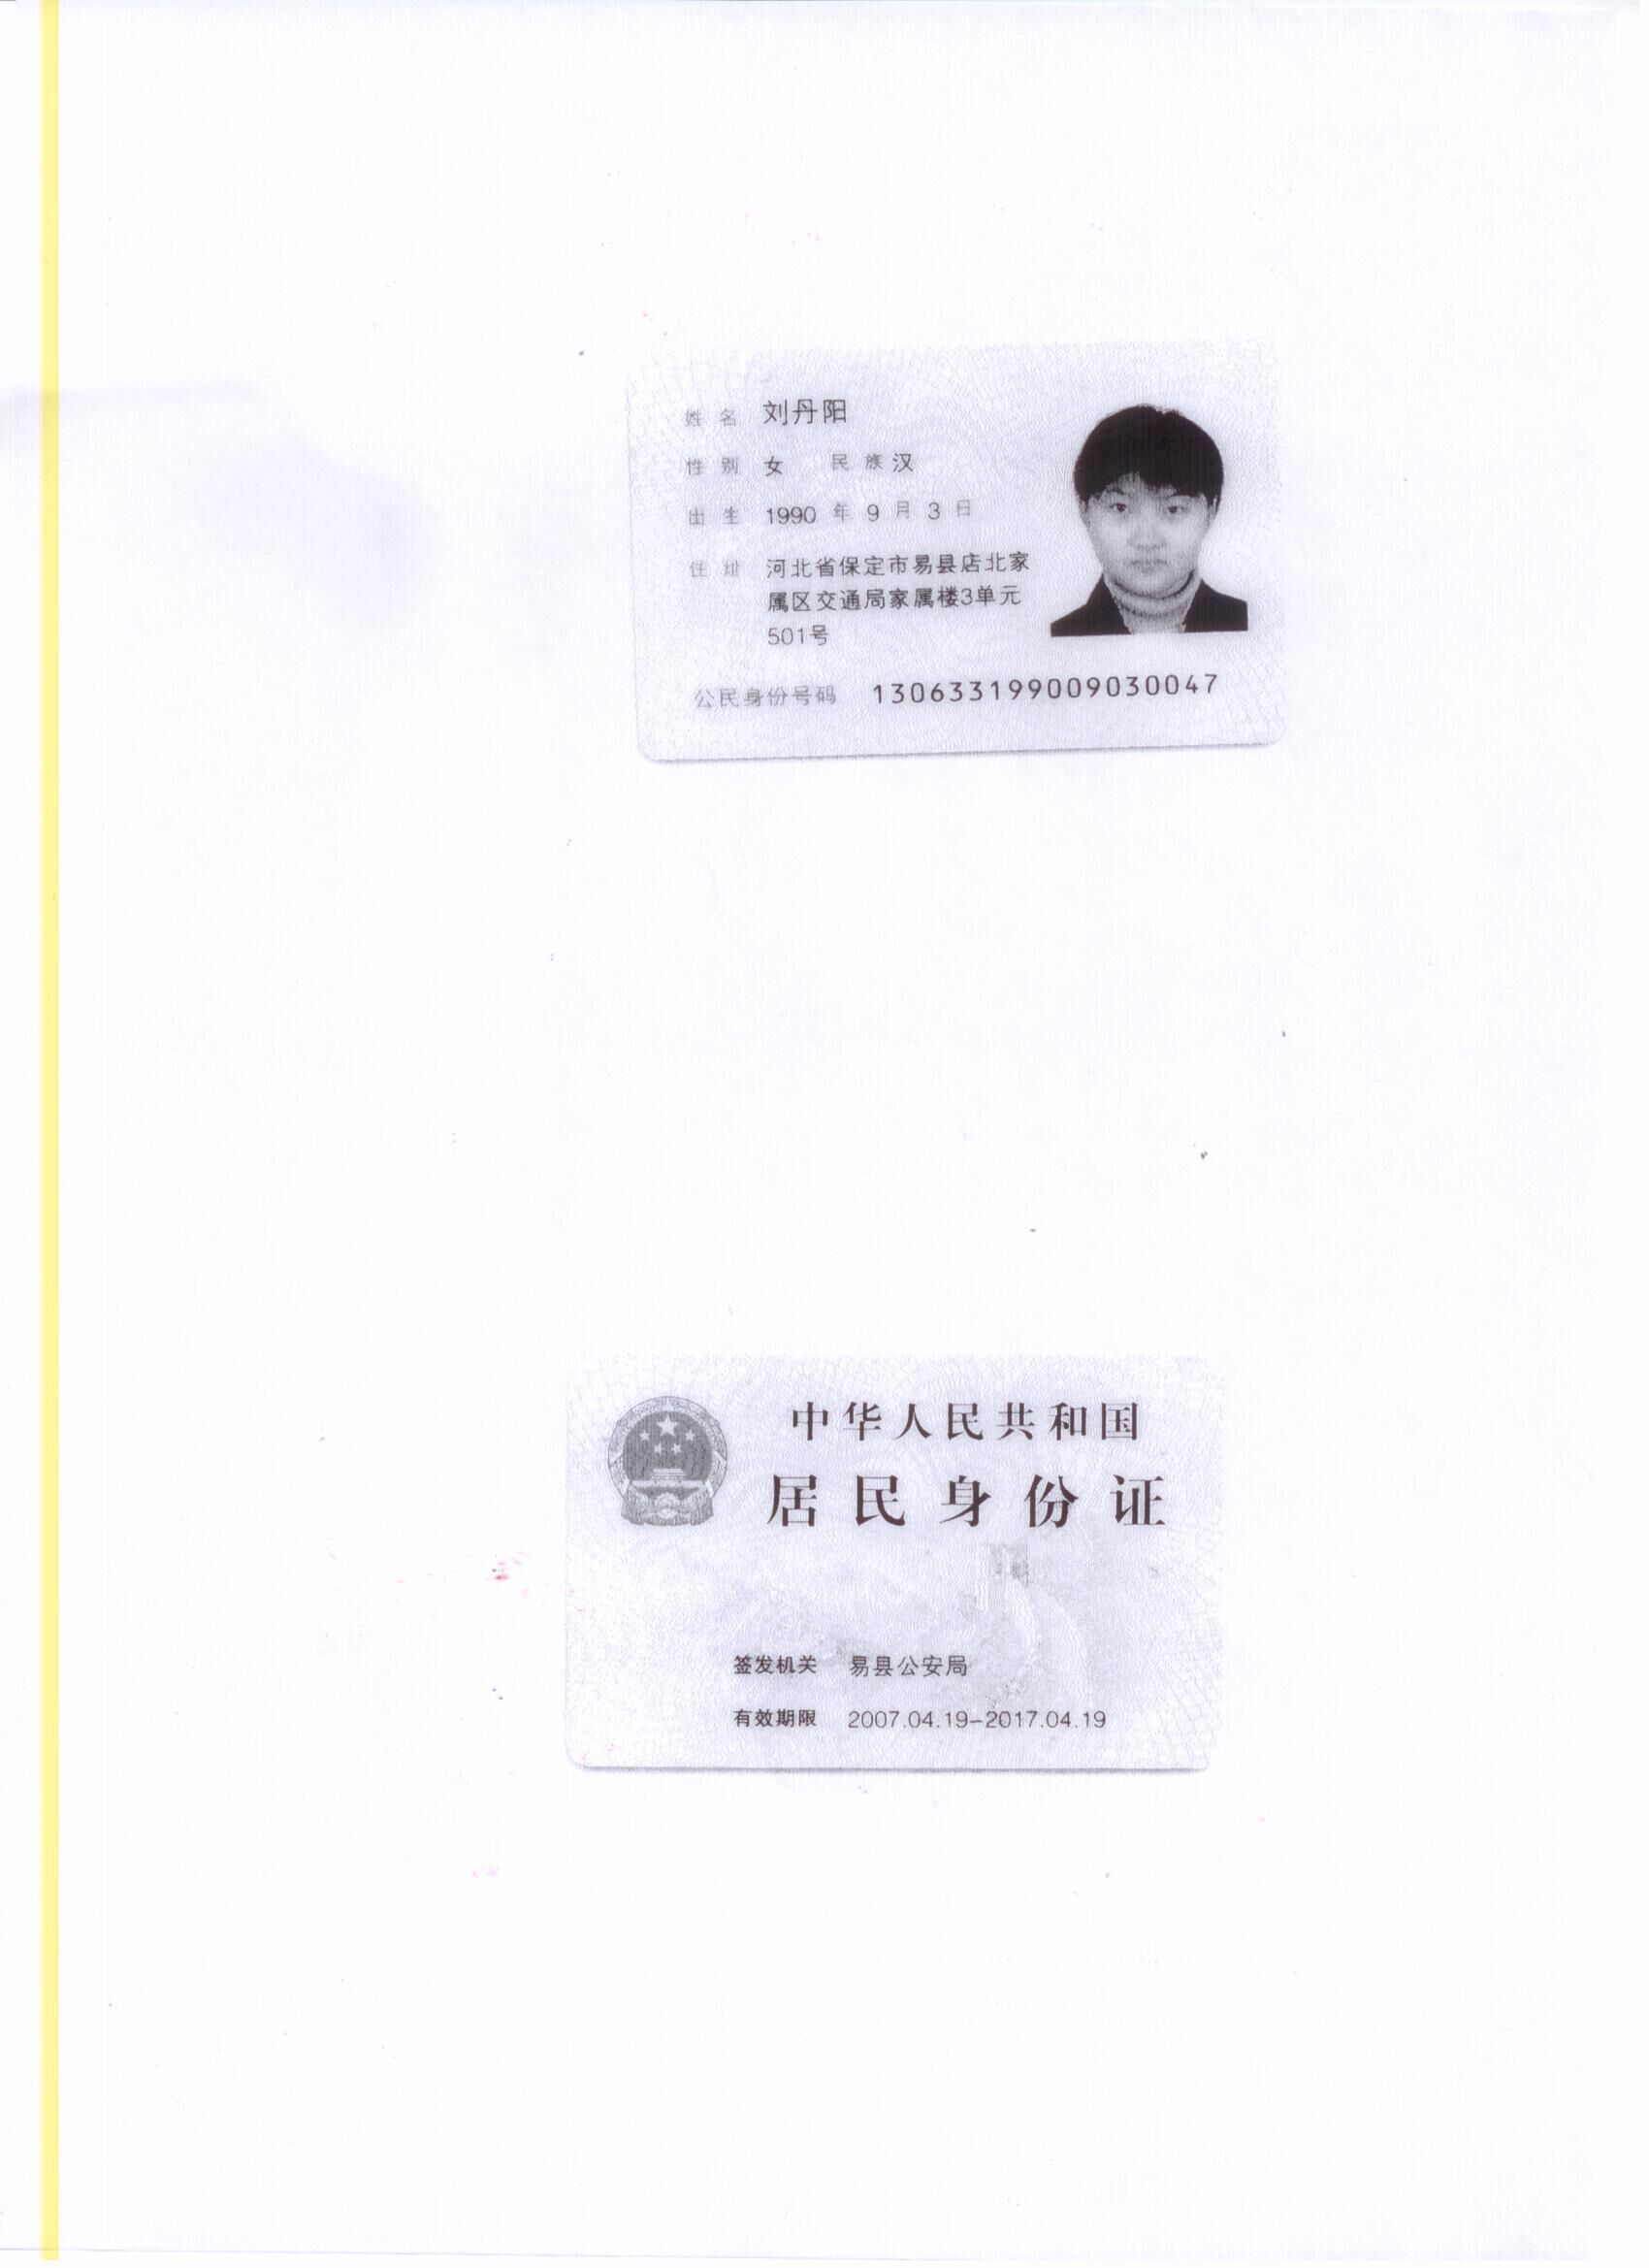 姓名 刘丹阳
性别 女 民族 汉
出生 1990 年 9 月 3 日
住址 河北省保定市易县店北家
属区交通局家属楼3单元
501号
公民身份号码 130633199009030047
中华人民共和国
居民身份证
签发机关 易县公安局
有效期限 2007.04.19-2017.04.19